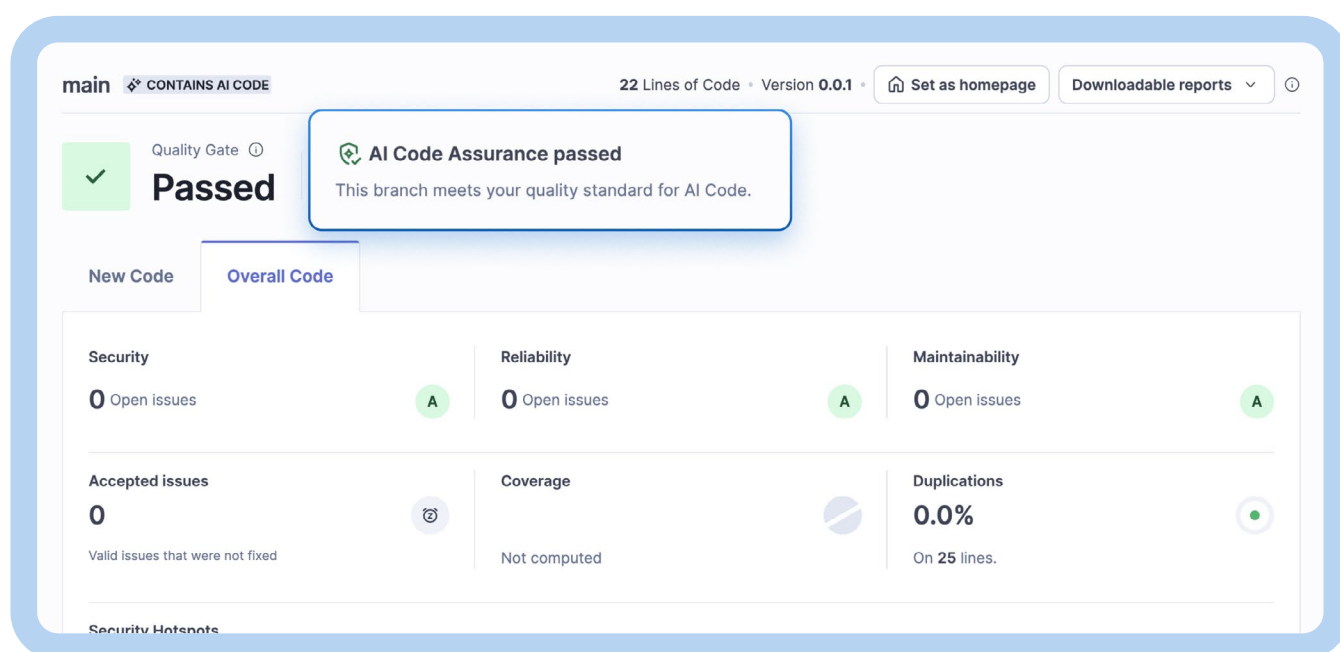 main CONTAINS AI CODE
22 Lines of Code • Version 0.0.1 • Set as homepage Downloadable reports
Quality Gate
Passed
AI Code Assurance passed
This branch meets your quality standard for AI Code.
New Code Overall Code
Security
0 Open issues A
Reliability
0 Open issues A
Maintainability
0 Open issues A
Accepted issues
0
Valid issues that were not fixed
Coverage
Not computed
Duplications
0.0%
On 25 lines.
Security Hotspots